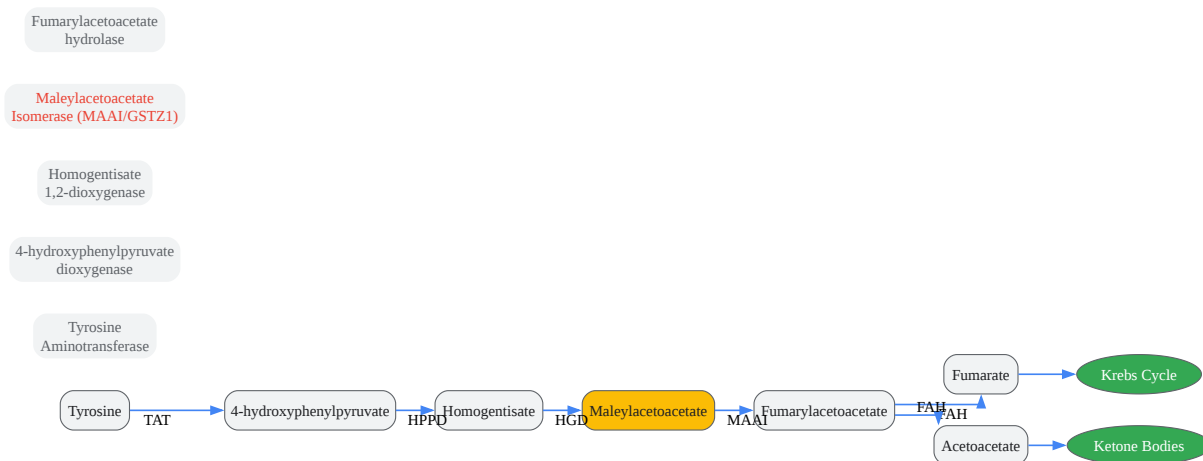 Fumarylacetoacetate
hydrolase
Maleylacetoacetate
Isomerase (MAAI/GSTZ1)
Homogentisate
1,2-dioxygenase
4-hydroxyphenylpyruvate
dioxygenase
Tyrosine
Aminotransferase
Tyrosine
TAT
4-hydroxyphenylpyruvate
HPPD
Homogentisate
HGD
Maleylacetoacetate
MAAI
Fumarylacetoacetate
FAH
FAH
Fumarate
Krebs Cycle
Acetoacetate
Ketone Bodies